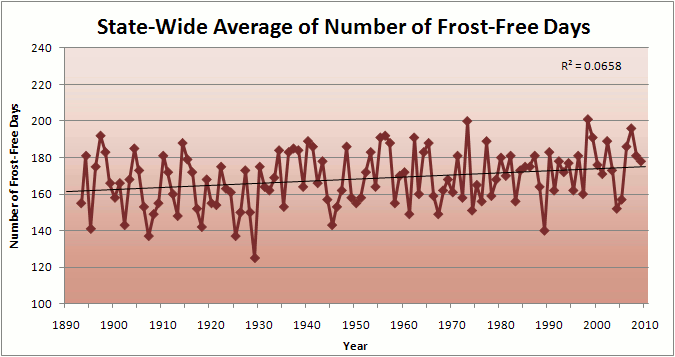 State-Wide Average of Number of Frost-Free Days
R² = 0.0658
Number of Frost-Free Days
240
220
200
180
160
140
120
100
1890 1900 1910 1920 1930 1940 1950 1960 1970 1980 1990 2000 2010
Year